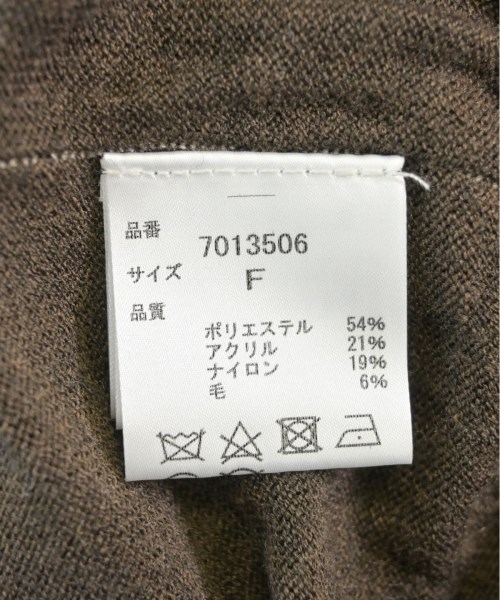 品番 7013506
サイズ F
品質
ポリエステル 54%
アクリル 21%
ナイロン 19%
毛 6%